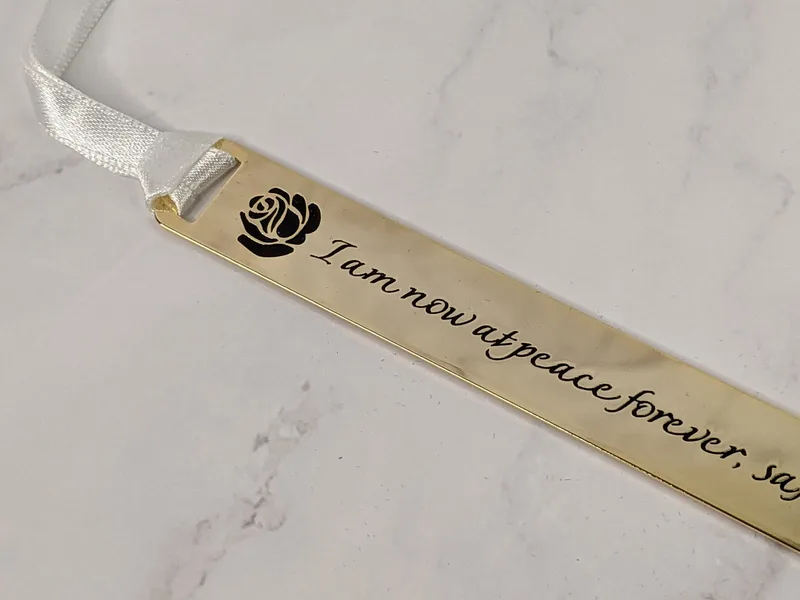 I am now at peace forever,